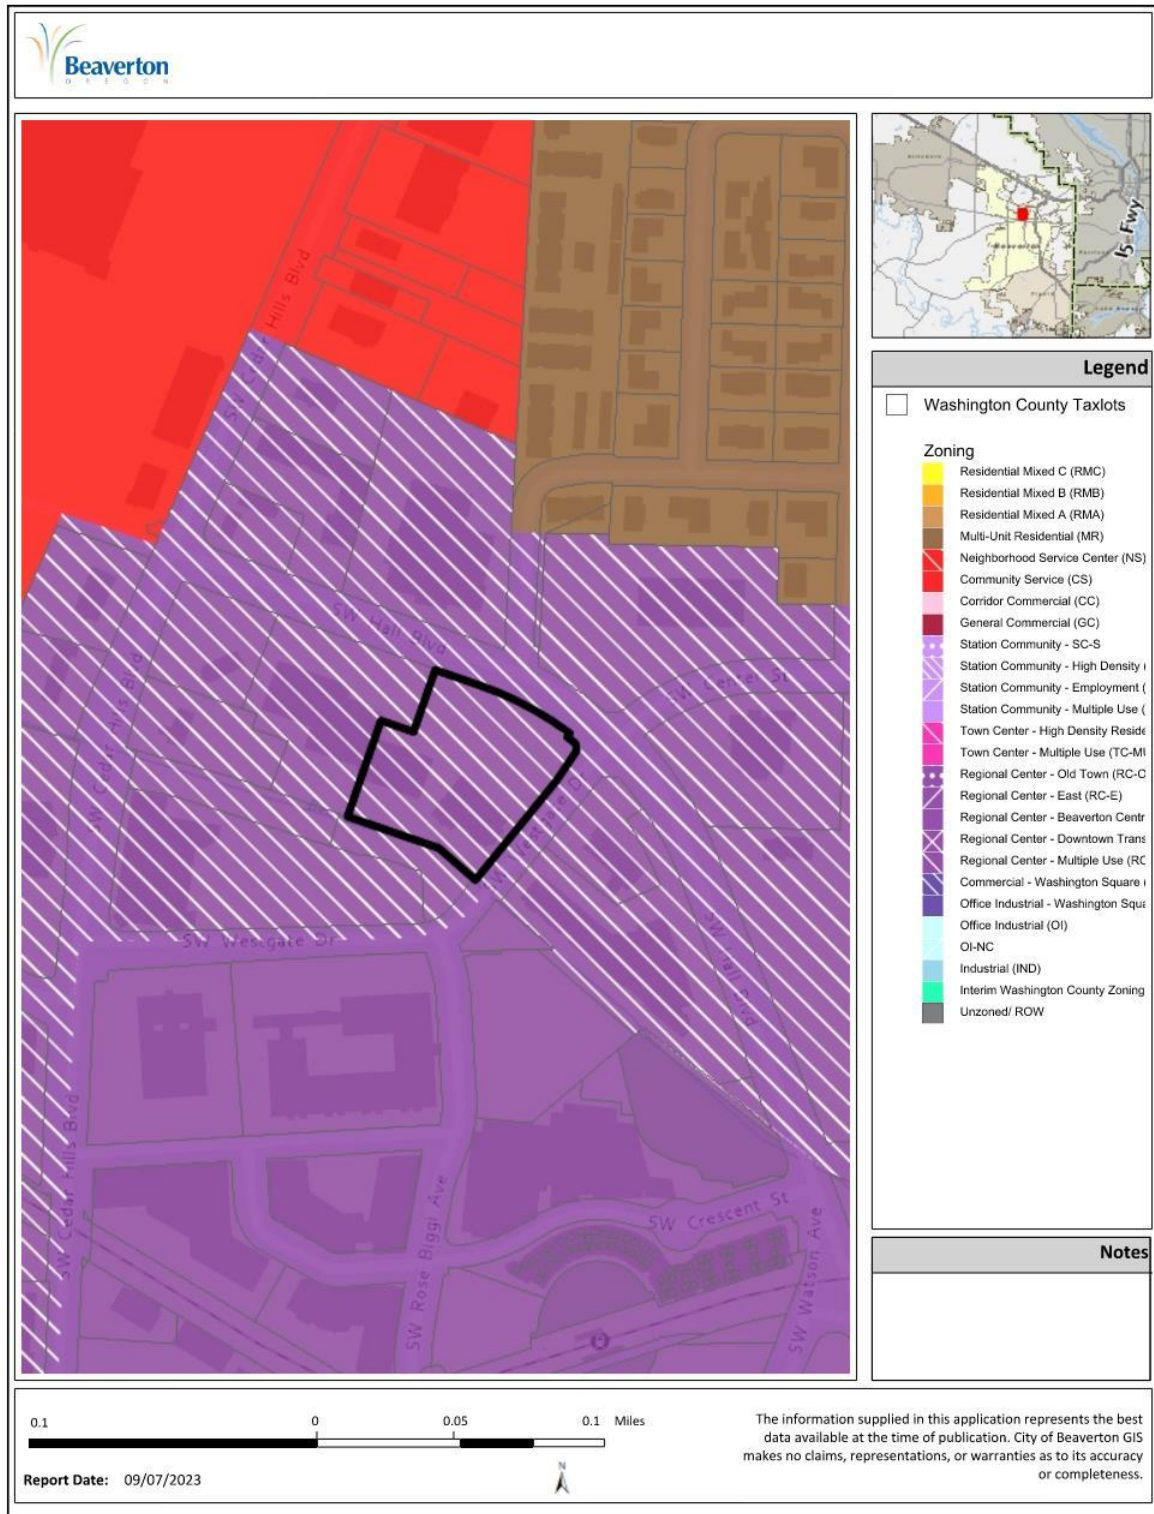 Beaverton
OREGON
SW Cedar Hills Blvd
SW Hall Blvd
SW Center St
SW Cedar Hills Blvd
SW Westgate Dr
SW Westgate Dr
SW Hall Blvd
SW Cedar Hills Blvd
SW Rose Biggi Ave
SW Crescent St
SW Watson Ave
Beaverton
I5 Fwy
Legend
Washington County Taxlots
Zoning
Residential Mixed C (RMC)
Residential Mixed B (RMB)
Residential Mixed A (RMA)
Multi-Unit Residential (MR)
Neighborhood Service Center (NS)
Community Service (CS)
Corridor Commercial (CC)
General Commercial (GC)
Station Community - SC-S
Station Community - High Density (
Station Community - Employment (
Station Community - Multiple Use (
Town Center - High Density Reside
Town Center - Multiple Use (TC-MU
Regional Center - Old Town (RC-O
Regional Center - East (RC-E)
Regional Center - Beaverton Centr
Regional Center - Downtown Trans
Regional Center - Multiple Use (RC
Commercial - Washington Square (
Office Industrial - Washington Squa
Office Industrial (OI)
OI-NC
Industrial (IND)
Interim Washington County Zoning
Unzoned/ ROW
Notes
0.1 0 0.05 0.1 Miles
N
Report Date: 09/07/2023
The information supplied in this application represents the best
data available at the time of publication. City of Beaverton GIS
makes no claims, representations, or warranties as to its accuracy
or completeness.